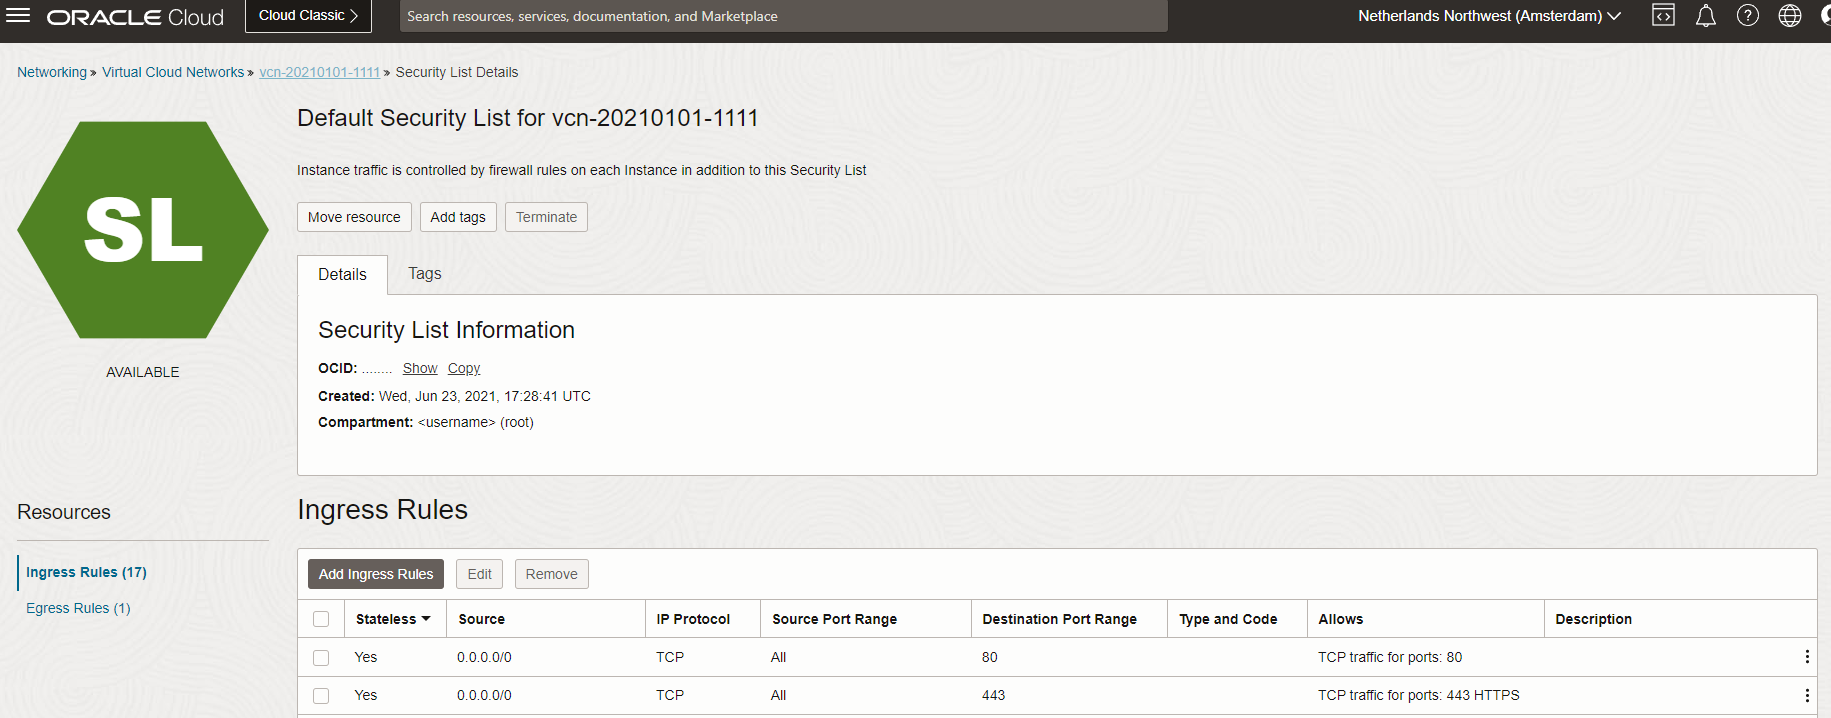 ORACLE Cloud
Cloud Classic >
Search resources, services, documentation, and Marketplace
Netherlands Northwest (Amsterdam)
Networking » Virtual Cloud Networks » vcn-20210101-1111 » Security List Details
SL
AVAILABLE
Default Security List for vcn-20210101-1111
Instance traffic is controlled by firewall rules on each Instance in addition to this Security List
Move resource
Add tags
Terminate
Details
Tags
Security List Information
OCID: ........ Show Copy
Created: Wed, Jun 23, 2021, 17:28:41 UTC
Compartment: <username> (root)
Resources
Ingress Rules (17)
Egress Rules (1)
Ingress Rules
Add Ingress Rules
Edit
Remove
Stateless Source IP Protocol Source Port Range Destination Port Range Type and Code Allows Description
Yes 0.0.0.0/0 TCP All 80 TCP traffic for ports: 80
Yes 0.0.0.0/0 TCP All 443 TCP traffic for ports: 443 HTTPS